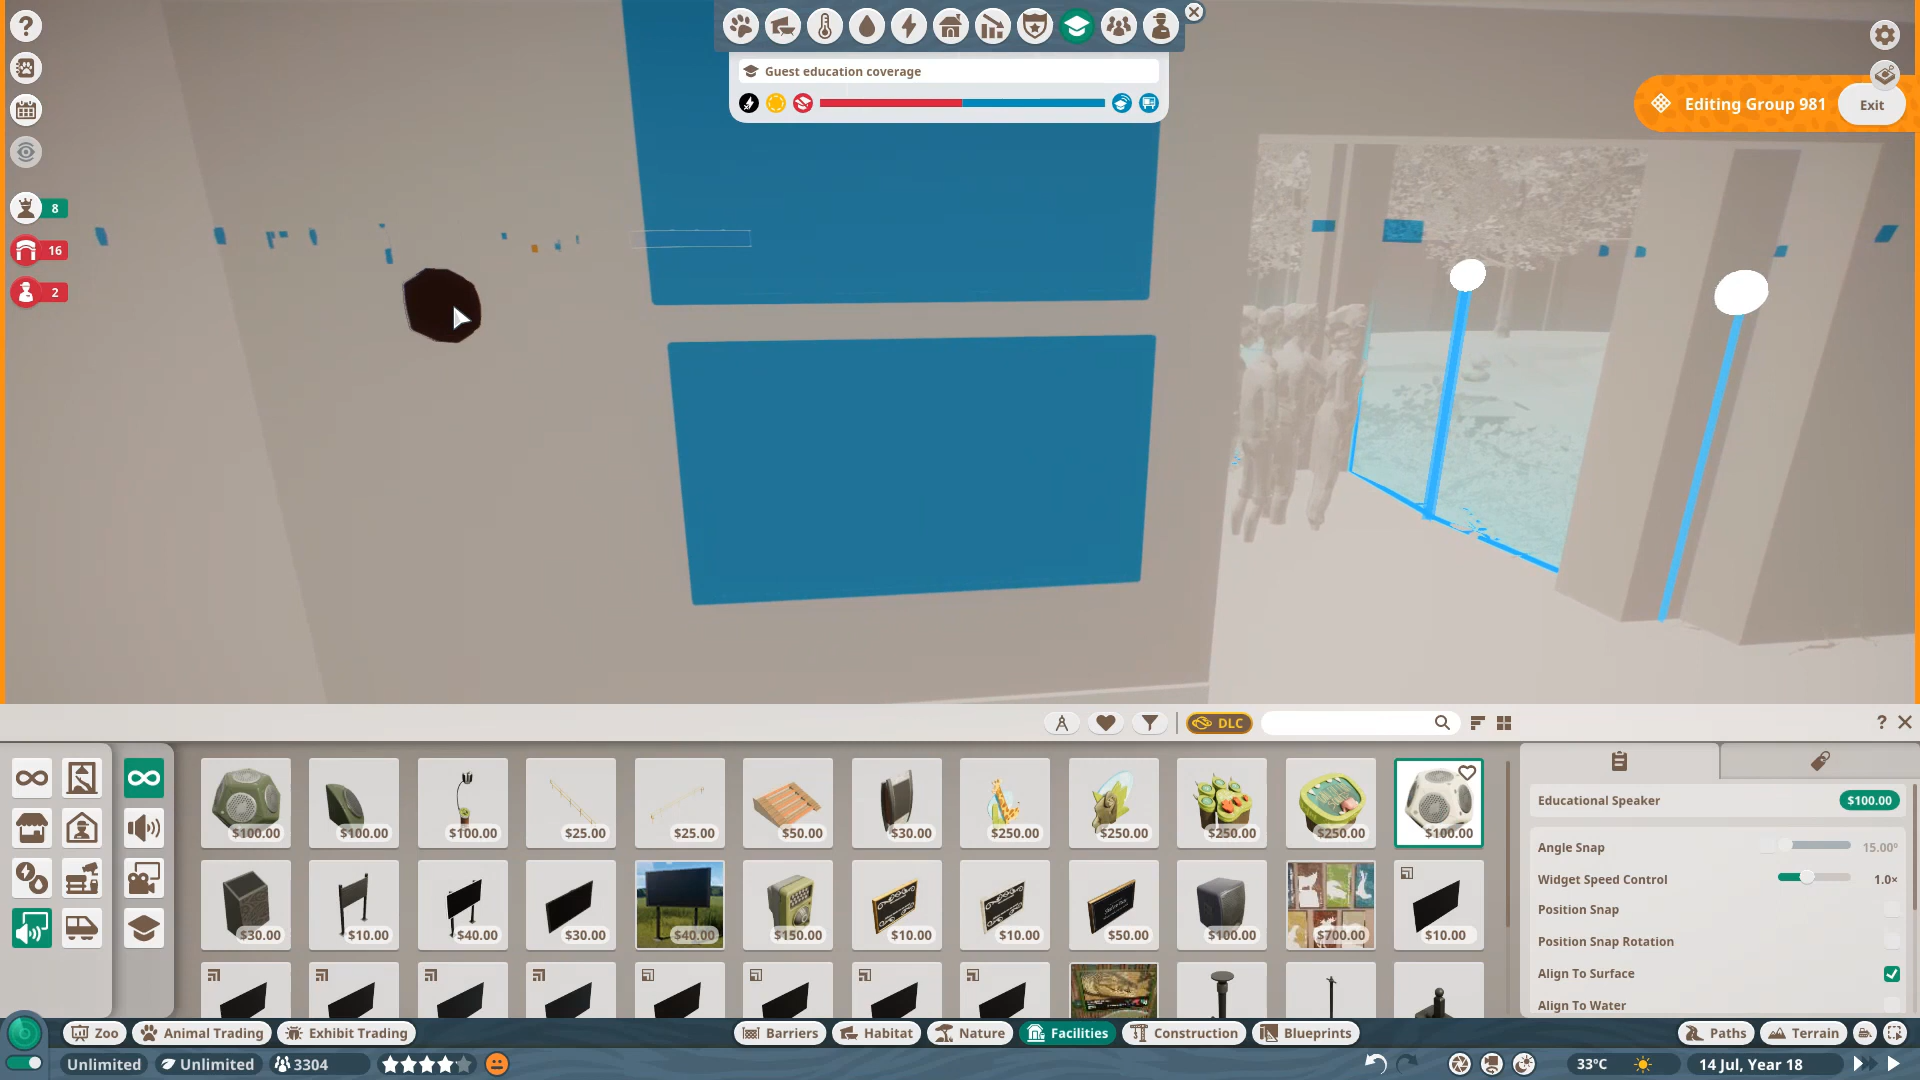 Guest education coverage
Editing Group 981
Exit
8
16
2
DLC
?
$100.00
$100.00
$100.00
$25.00
$25.00
$50.00
$30.00
$250.00
$250.00
$250.00
$250.00
$100.00
$30.00
$10.00
$40.00
$30.00
$40.00
$150.00
$10.00
$10.00
$50.00
$100.00
$700.00
$10.00
Educational Speaker
$100.00
Angle Snap
15.00°
Widget Speed Control
1.0×
Position Snap
Position Snap Rotation
Align To Surface
Align To Water
Zoo
Animal Trading
Exhibit Trading
Barriers
Habitat
Nature
Facilities
Construction
Blueprints
Paths
Terrain
Unlimited
Unlimited
3304
33°C
14 Jul, Year 18